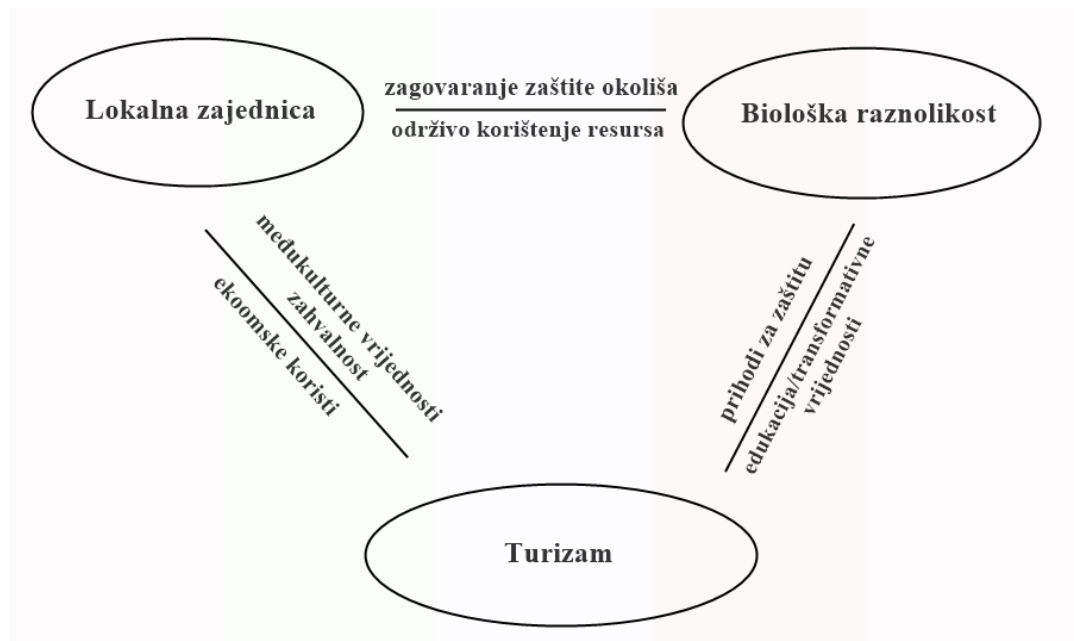 Lokalna zajednica
zagovaranje zaštite okoliša
održivo korištenje resursa
Biološka raznolikost
međukulturne vrijednosti
zahvalnost
ekoomske koristi
prihodi za zaštitu
edukacija/transformativne
vrijednosti
Turizam